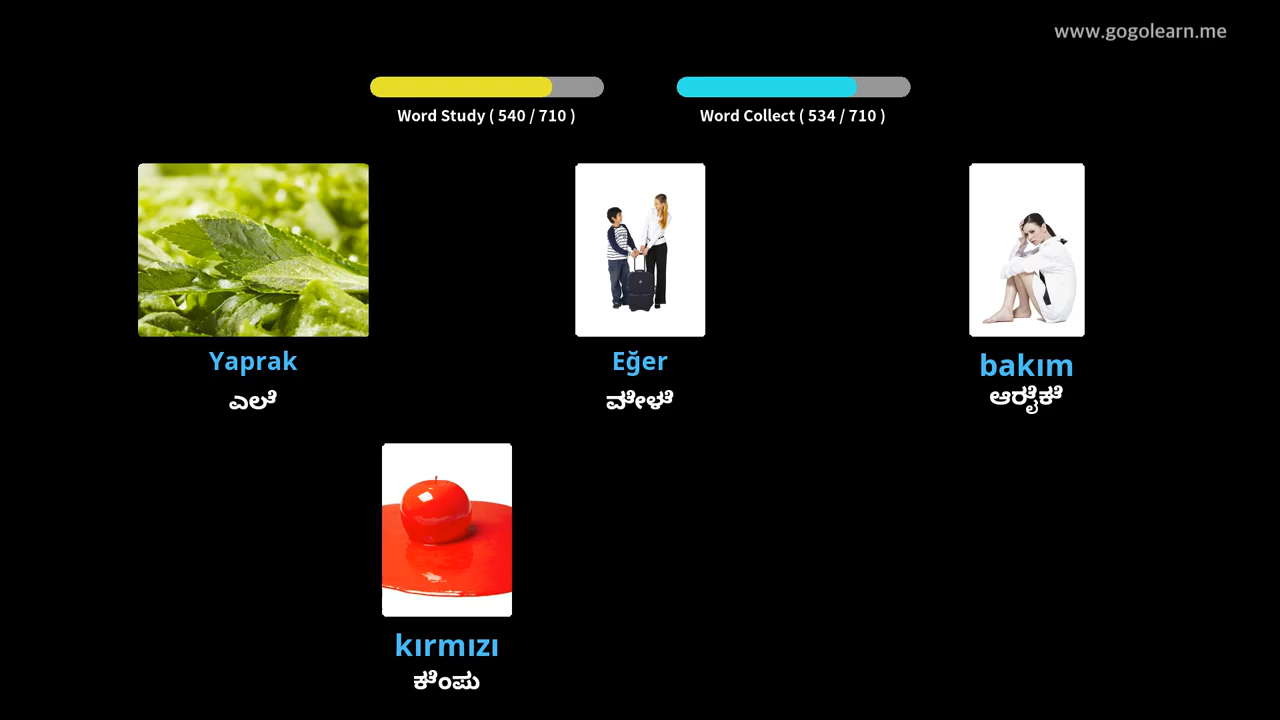 www.gogolearn.me
Word Study ( 540 / 710 )
Word Collect ( 534 / 710 )
Yaprak
ಎಲೆ
Eğer
ವೇಳೆ
bakım
ಆರೈಕೆ
kırmızı
ಕೆಂಪು